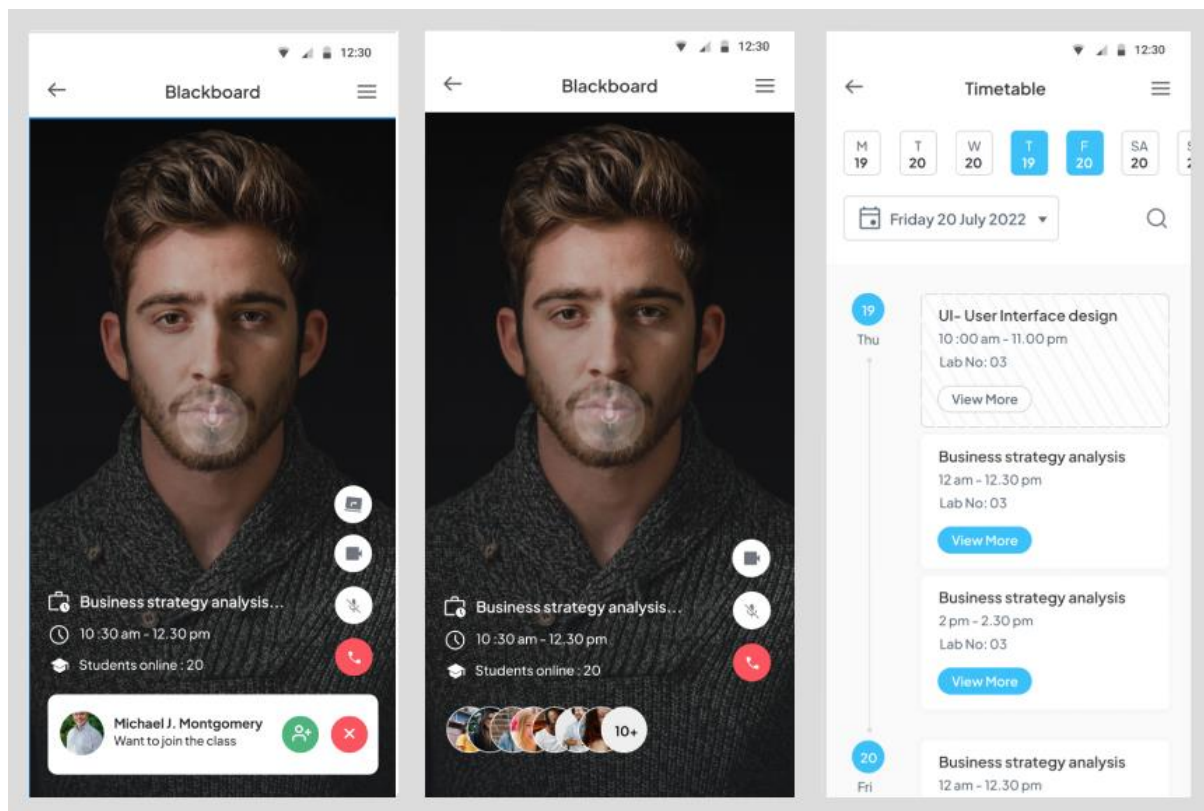 12:30
Blackboard
Business strategy analysis...
10 :30 am - 12.30 pm
Students online : 20
Michael J. Montgomery
Want to join the class
12:30
Blackboard
Business strategy analysis...
10 :30 am - 12.30 pm
Students online : 20
10+
12:30
Timetable
M T W T F SA
19 20 20 19 20 20
Friday 20 July 2022
19
Thu
UI- User Interface design
10 :00 am - 11.00 pm
Lab No: 03
View More
Business strategy analysis
12 am - 12.30 pm
Lab No: 03
View More
Business strategy analysis
2 pm - 2.30 pm
Lab No: 03
View More
20
Fri
Business strategy analysis
12 am - 12.30 pm